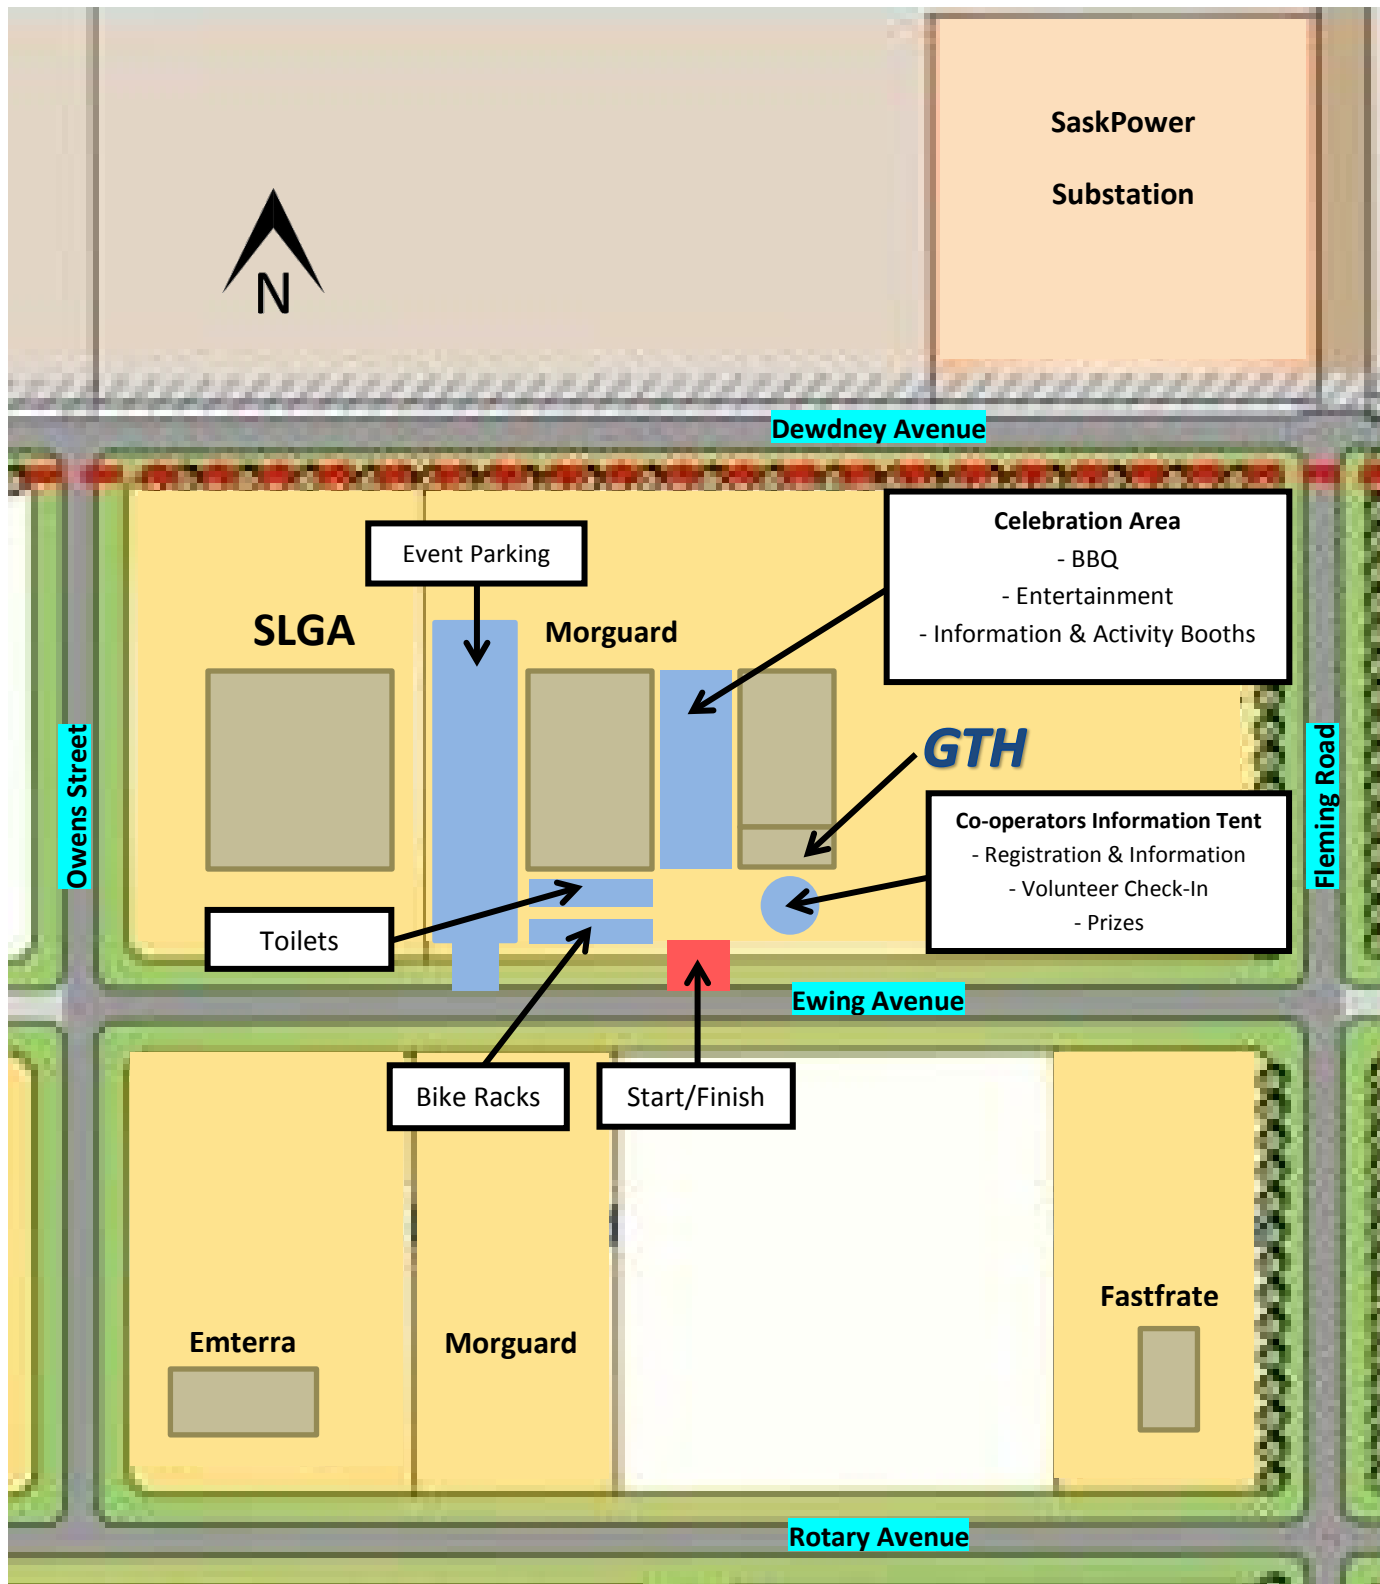 SaskPower
Substation
N
Dewdney Avenue
Celebration Area
- BBQ
- Entertainment
- Information & Activity Booths
Event Parking
SLGA
Morguard
GTH
Owens Street
Fleming Road
Co-operators Information Tent
- Registration & Information
- Volunteer Check-In
- Prizes
Toilets
Ewing Avenue
Bike Racks
Start/Finish
Fastfrate
Emterra
Morguard
Rotary Avenue